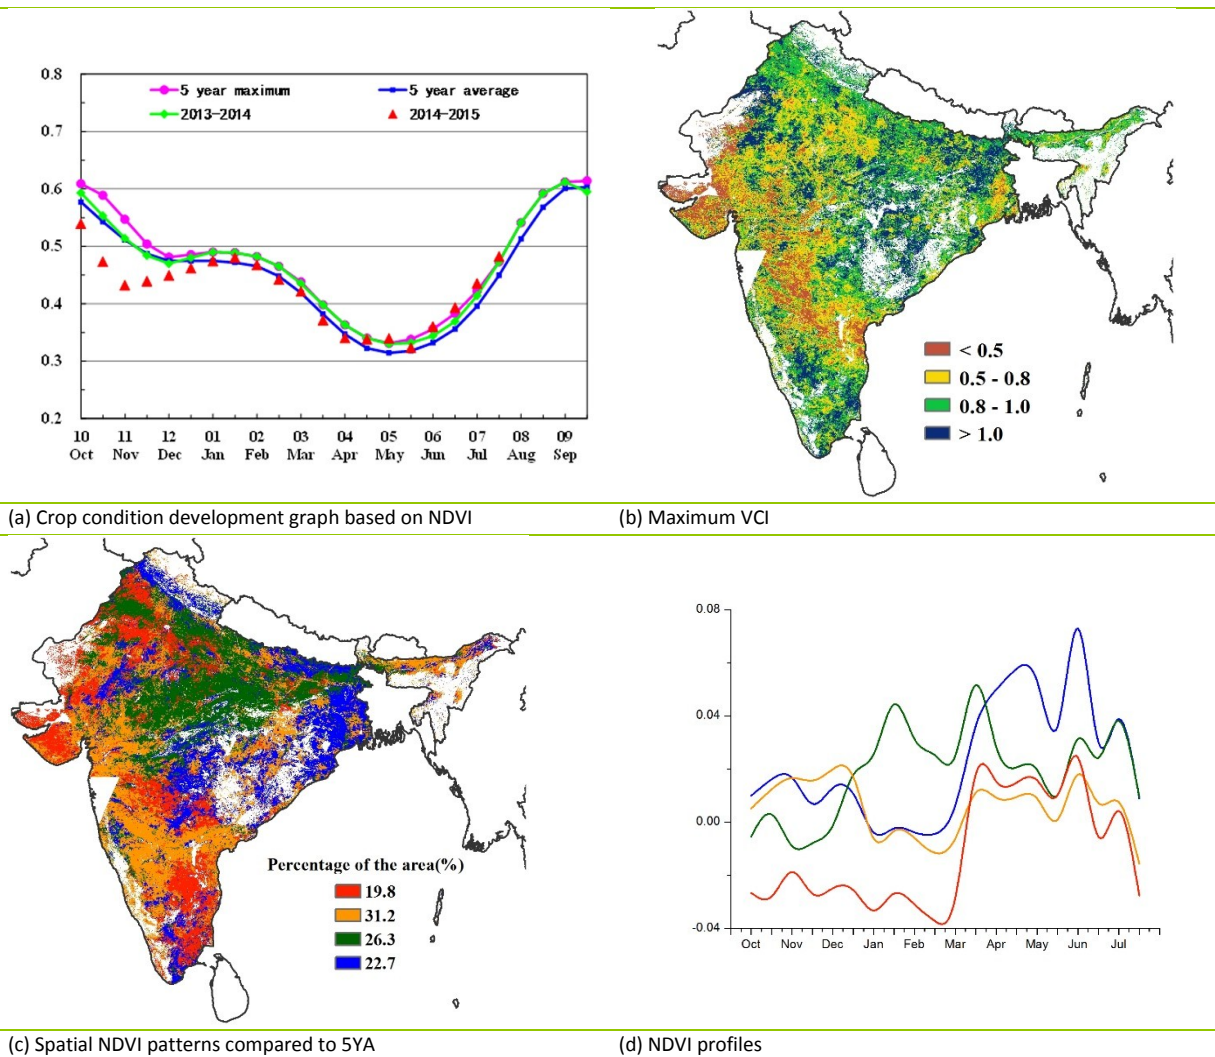 0.8
0.7
0.6
0.5
0.4
0.3
0.2
5 year maximum
5 year average
2013-2014
2014-2015
10 11 12 01 02 03 04 05 06 07 08 09
Oct Nov Dec Jan Feb Mar Apr May Jun Jul Aug Sep
< 0.5
0.5 - 0.8
0.8 - 1.0
> 1.0
(a) Crop condition development graph based on NDVI
(b) Maximum VCI
Percentage of the area(%)
19.8
31.2
26.3
22.7
0.08
0.04
0.00
-0.04
Oct Nov Dec Jan Feb Mar Apr May Jun Jul
(c) Spatial NDVI patterns compared to 5YA
(d) NDVI profiles